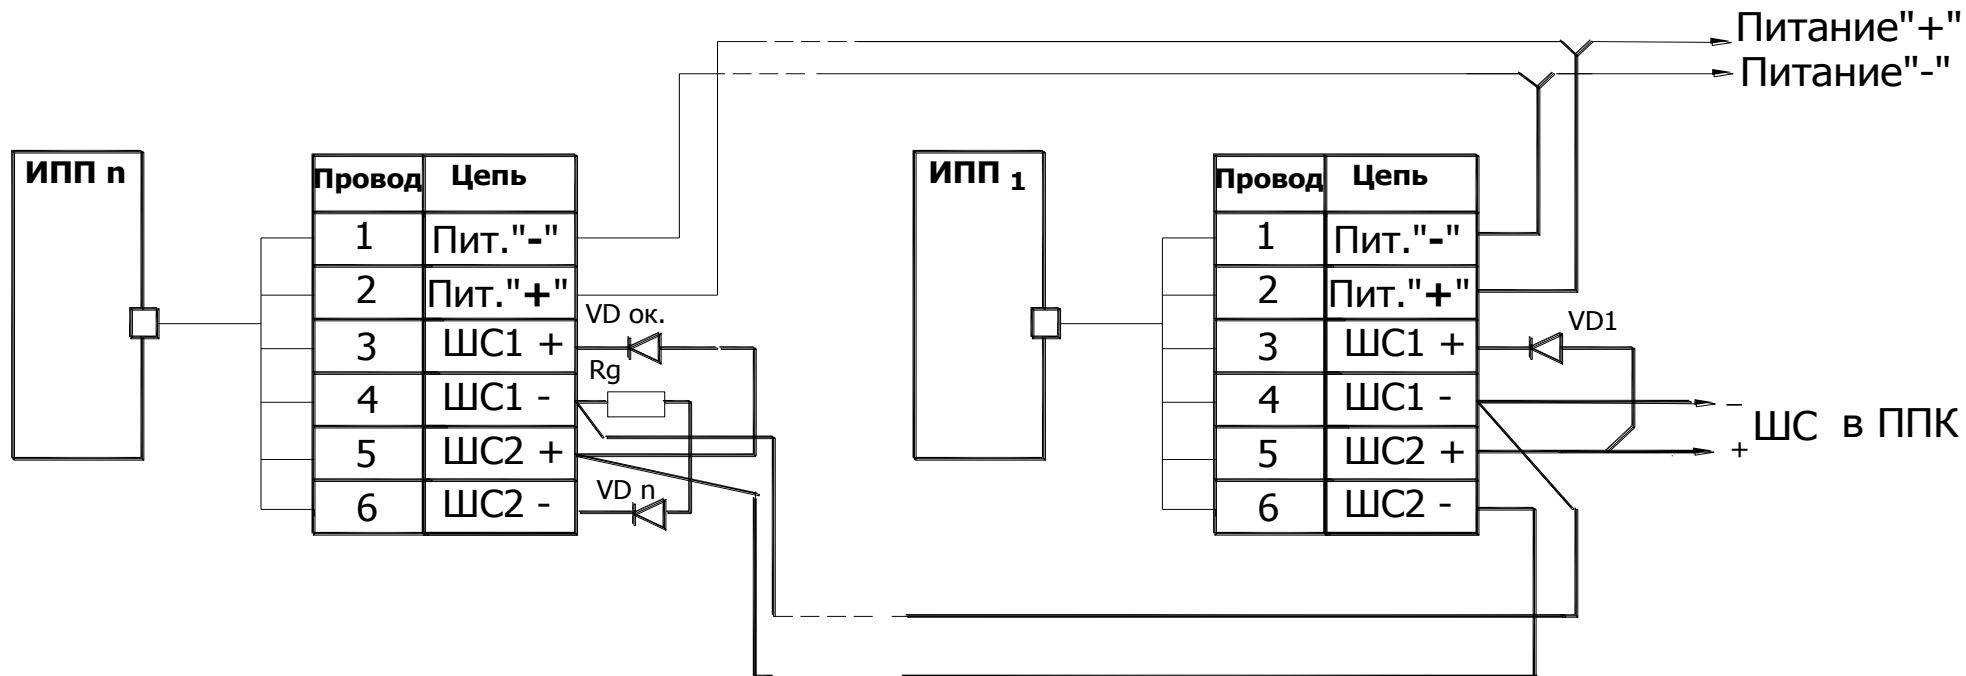 Питание"+"
Питание"-"
ИПП n
Провод Цепь
1 Пит."-"
2 Пит."+"
3 ШС1 +
4 ШС1 -
5 ШС2 +
6 ШС2 -
VD ок.
Rg
VD n
ИПП 1
Провод Цепь
1 Пит."-"
2 Пит."+"
3 ШС1 +
4 ШС1 -
5 ШС2 +
6 ШС2 -
VD1
–
ШС в ППК
+